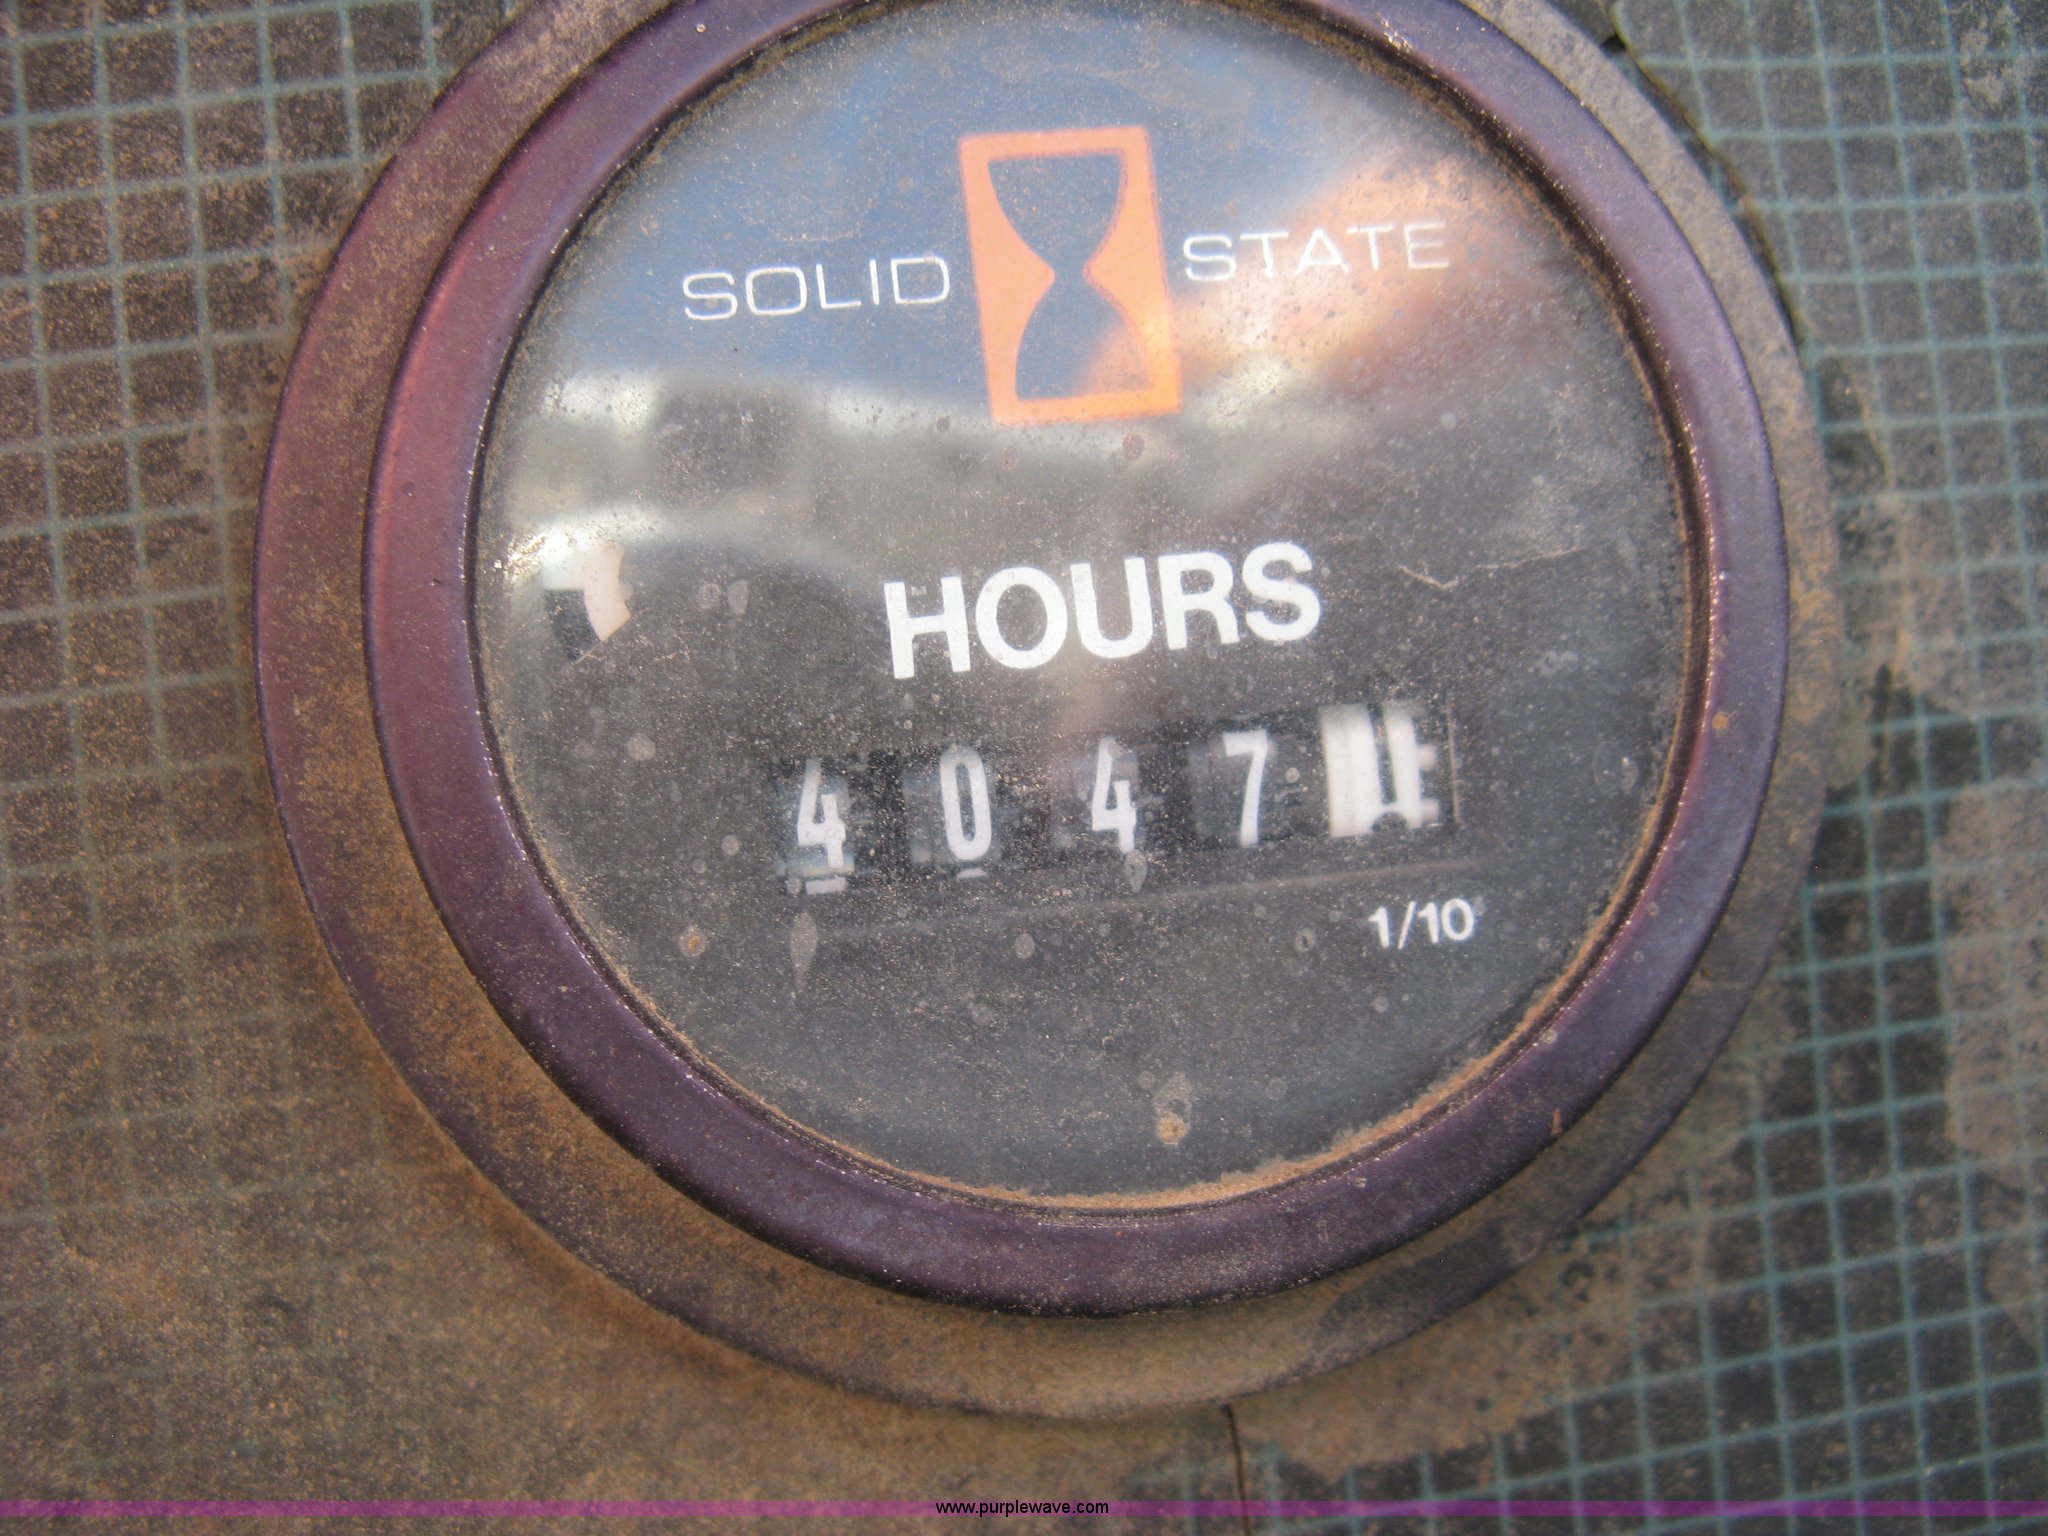 SOLID STATE
HOURS
4047
1/10
www.purplewave.com